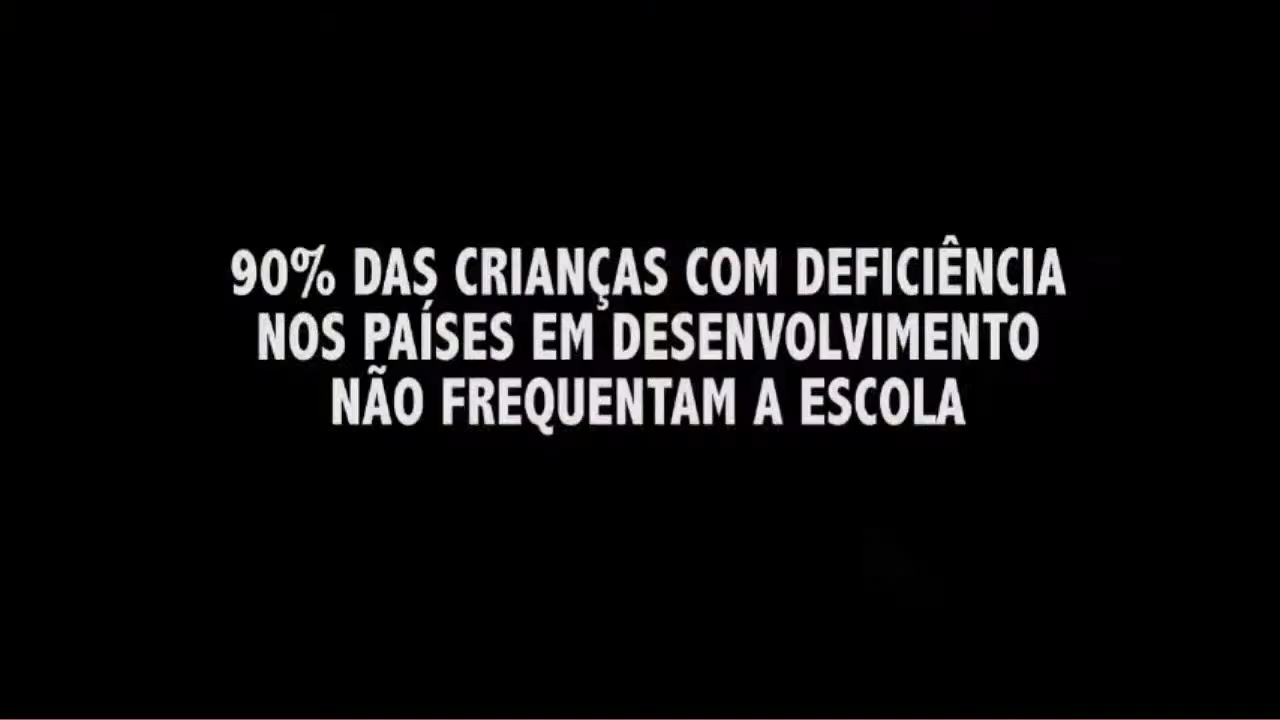 90% DAS CRIANÇAS COM DEFICIÊNCIA
NOS PAÍSES EM DESENVOLVIMENTO
NÃO FREQUENTAM A ESCOLA